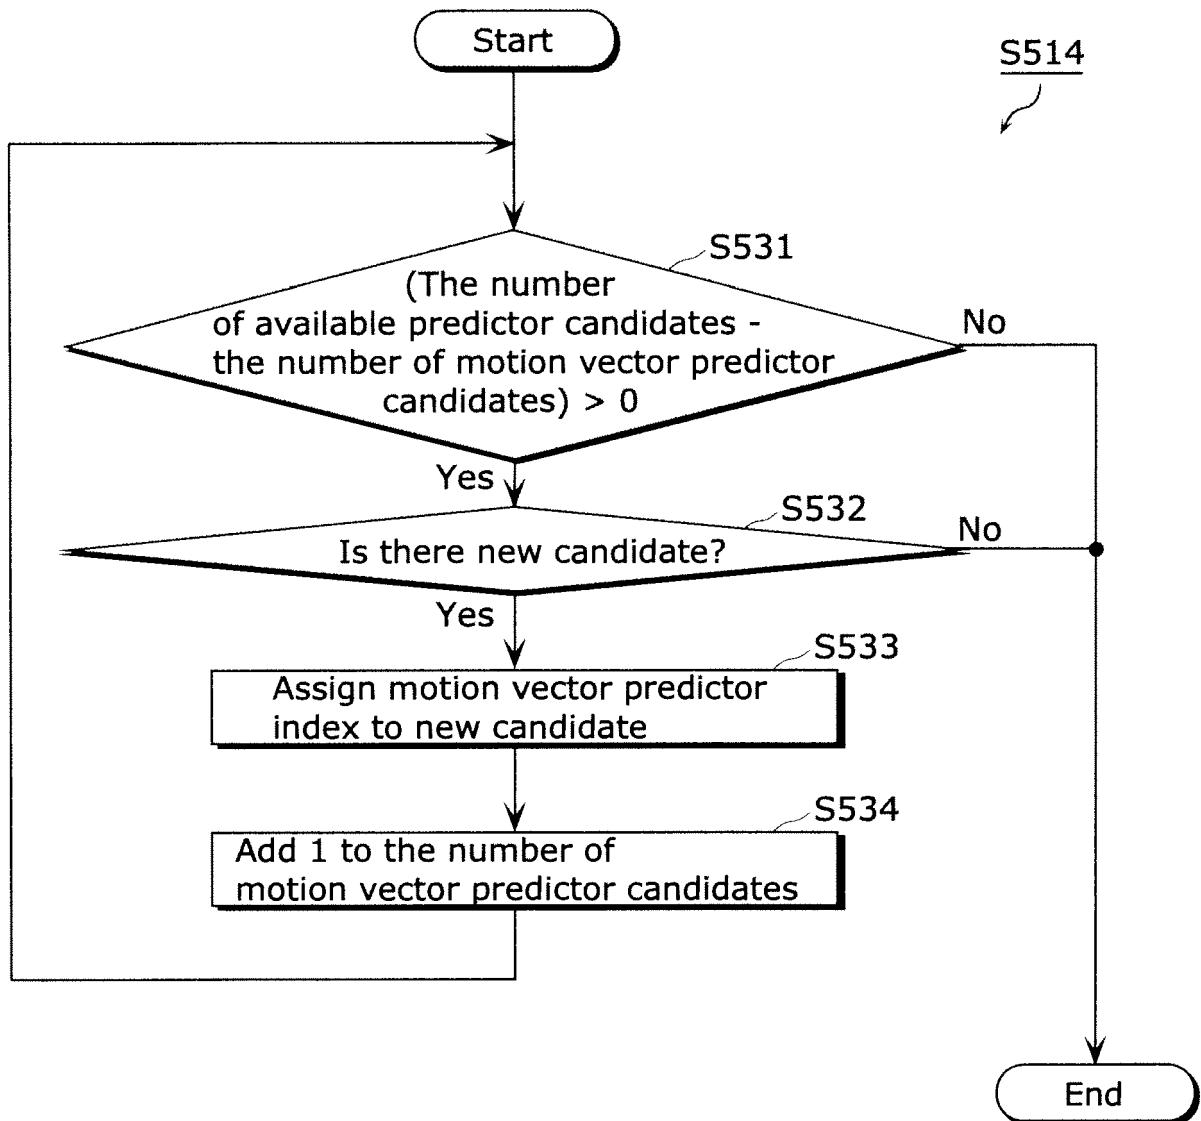 Start
S514
S531
(The number
of available predictor candidates -
the number of motion vector predictor
candidates) > 0
No
Yes
S532
Is there new candidate?
No
Yes
S533
Assign motion vector predictor
index to new candidate
S534
Add 1 to the number of
motion vector predictor candidates
End